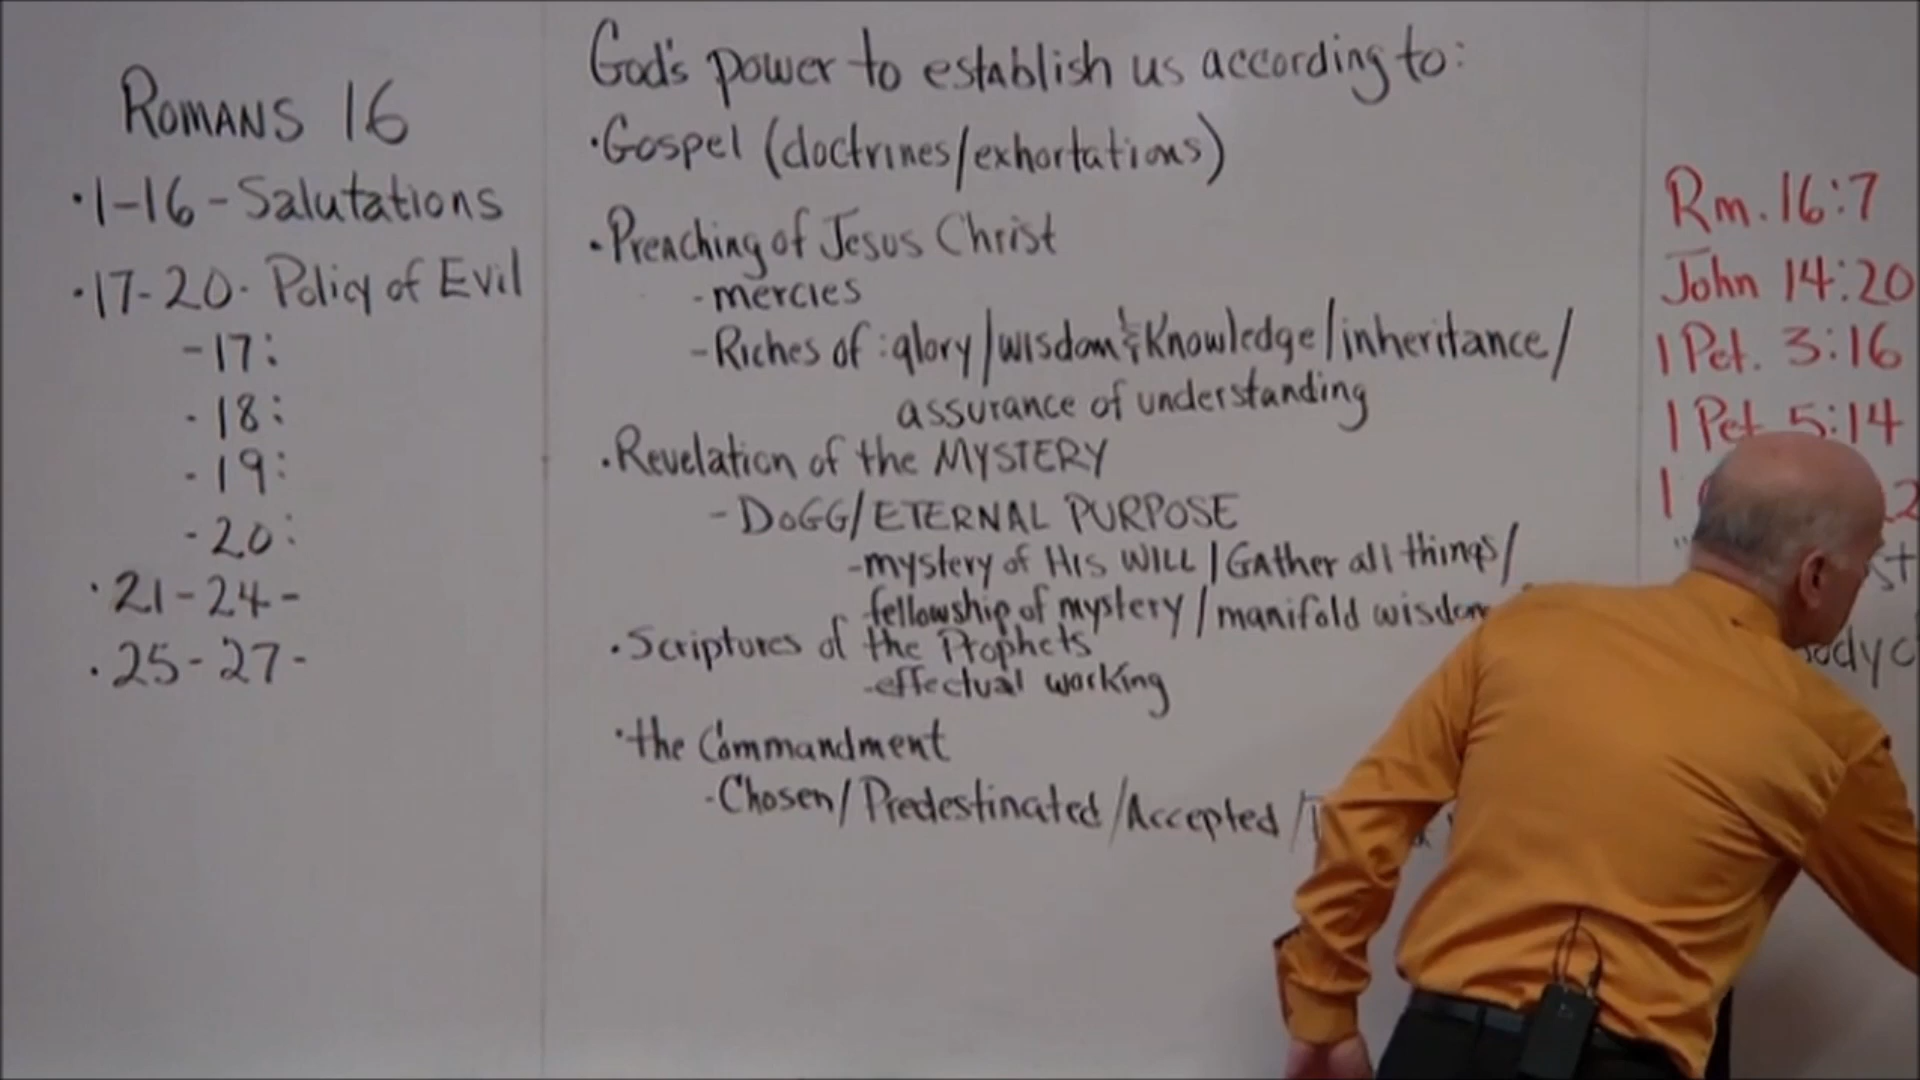 ROMANS 16
·1-16-Salutations
·17-20· Policy of Evil
-17:
-18:
-19:
-20:
·21-24-
·25-27-
God's power to establish us according to:
·Gospel (doctrines/exhortations)
·Preaching of Jesus Christ
-mercies
-Riches of :glory/wisdom & Knowledge/inheritance/
assurance of understanding
·Revelation of the MYSTERY
-DoGG/ETERNAL PURPOSE
-mystery of His WILL/Gather all things/
fellowship of mystery/manifold wisdom
·Scriptures of the Prophets
-effectual working
·the Commandment
-Chosen/Predestinated/Accepted/
Rm. 16:7
John 14:20
1 Pet. 3:16
1 Pet 5:14
1